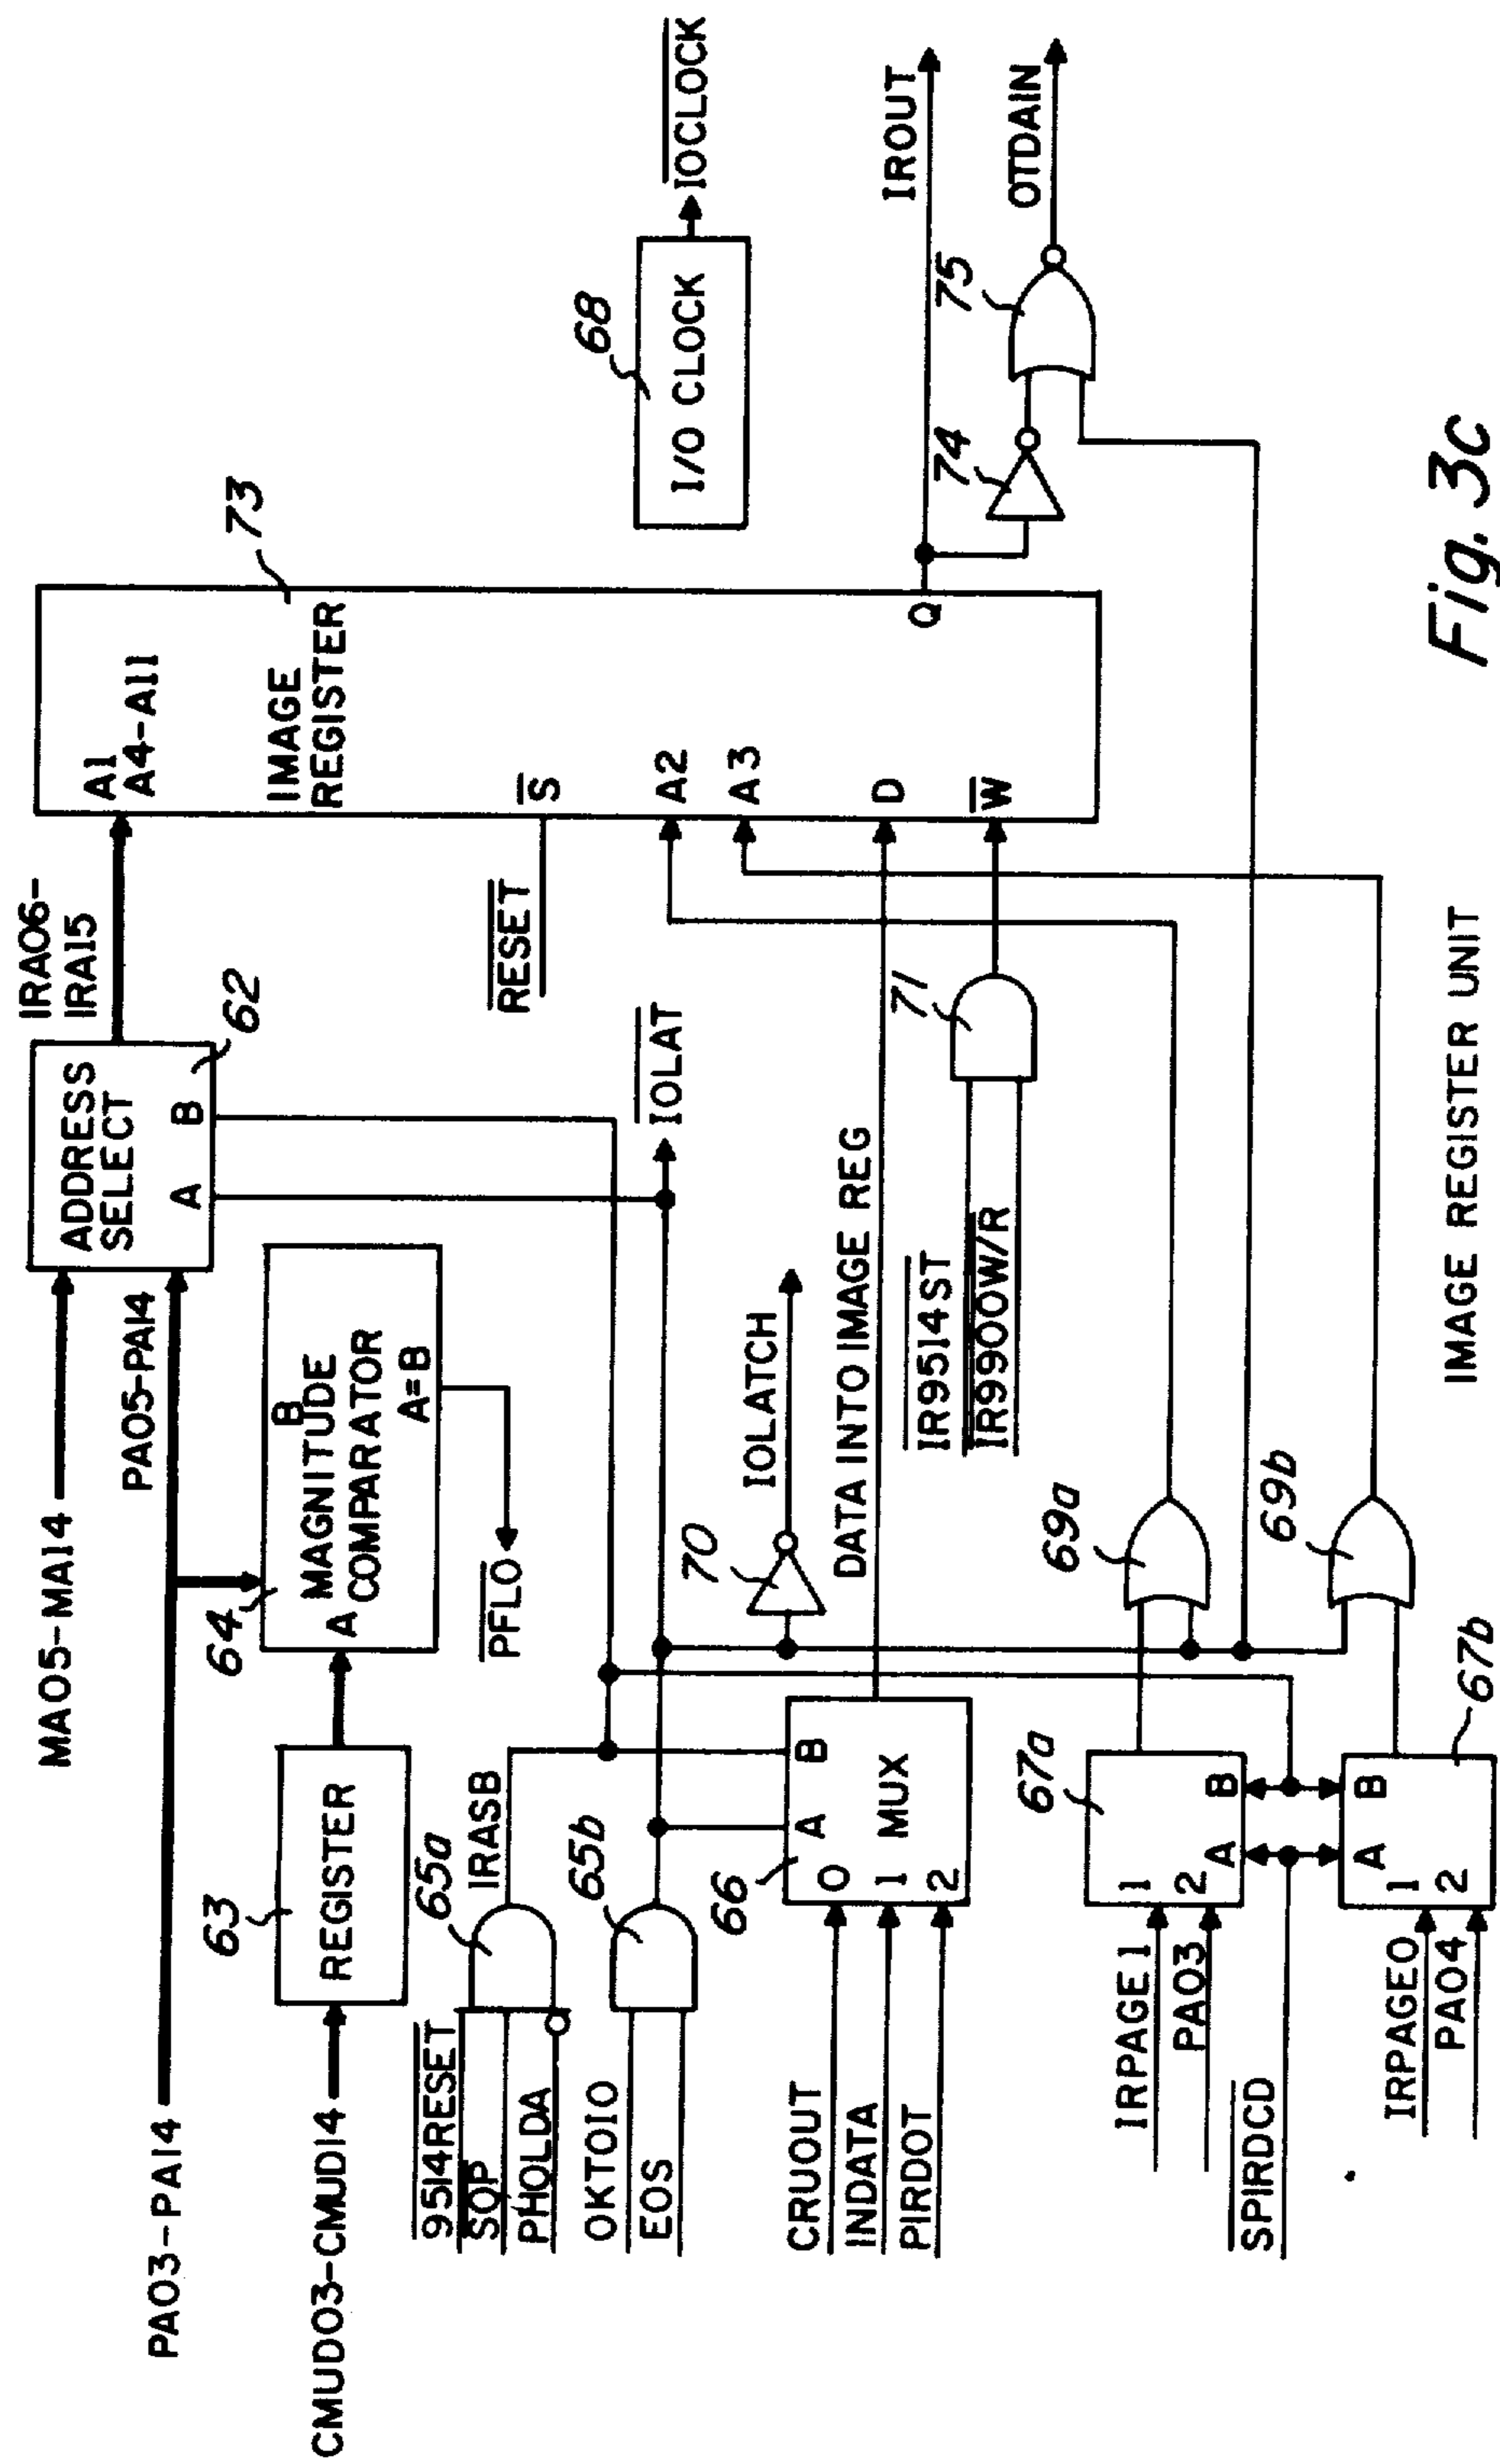 PA03-PA14
CMUD03-CMUD14
MA05-MA14
PA05-PA14
63
REGISTER
64
A
B
MAGNITUDE
COMPARATOR
A=B
PFLO
ADDRESS
SELECT
A
B
62
IRA06-
IRA15
A1
A4-A11
73
IMAGE
REGISTER
S
RESET
A2
A3
D
W
Q
68
I/O CLOCK
IOCLOCK
IROUT
OTDAIN
74
75
9514RESET
SOP
PHOLDA
65a
IRASB
OKTOIO
EOS
65b
IOLAT
70
IOLATCH
66
CRUOUT
INDATA
PIRDOT
0
1
2
A
B
MUX
DATA INTO IMAGE REG
IR9514ST
IR9900W/R
71
67a
IRPAGE1
PA03
1
2
A
B
69a
SPIRDCD
IRPAGE0
PA04
A
B
1
2
67b
69b
IMAGE REGISTER UNIT
Fig. 3c